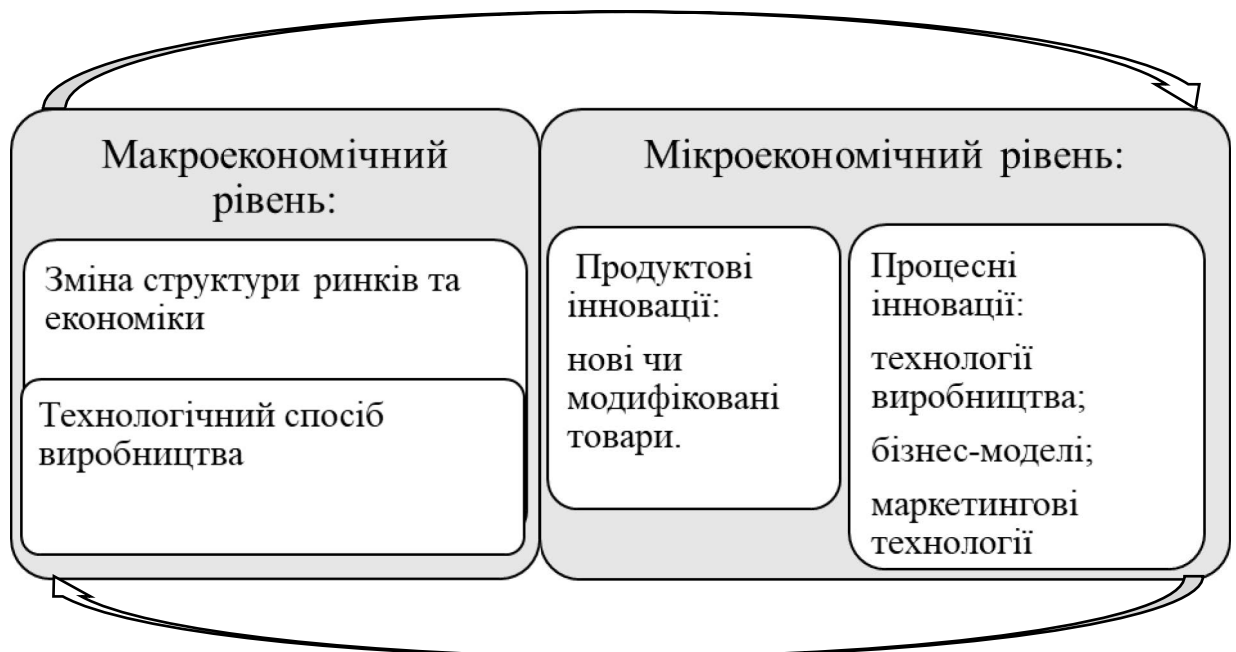 Макроекономічний
рівень:
Зміна структури ринків та
економіки
Технологічний спосіб
виробництва
Мікроекономічний рівень:
Продуктові
інновації:
нові чи
модифіковані
товари.
Процесні
інновації:
технології
виробництва;
бізнес-моделі;
маркетингові
технології